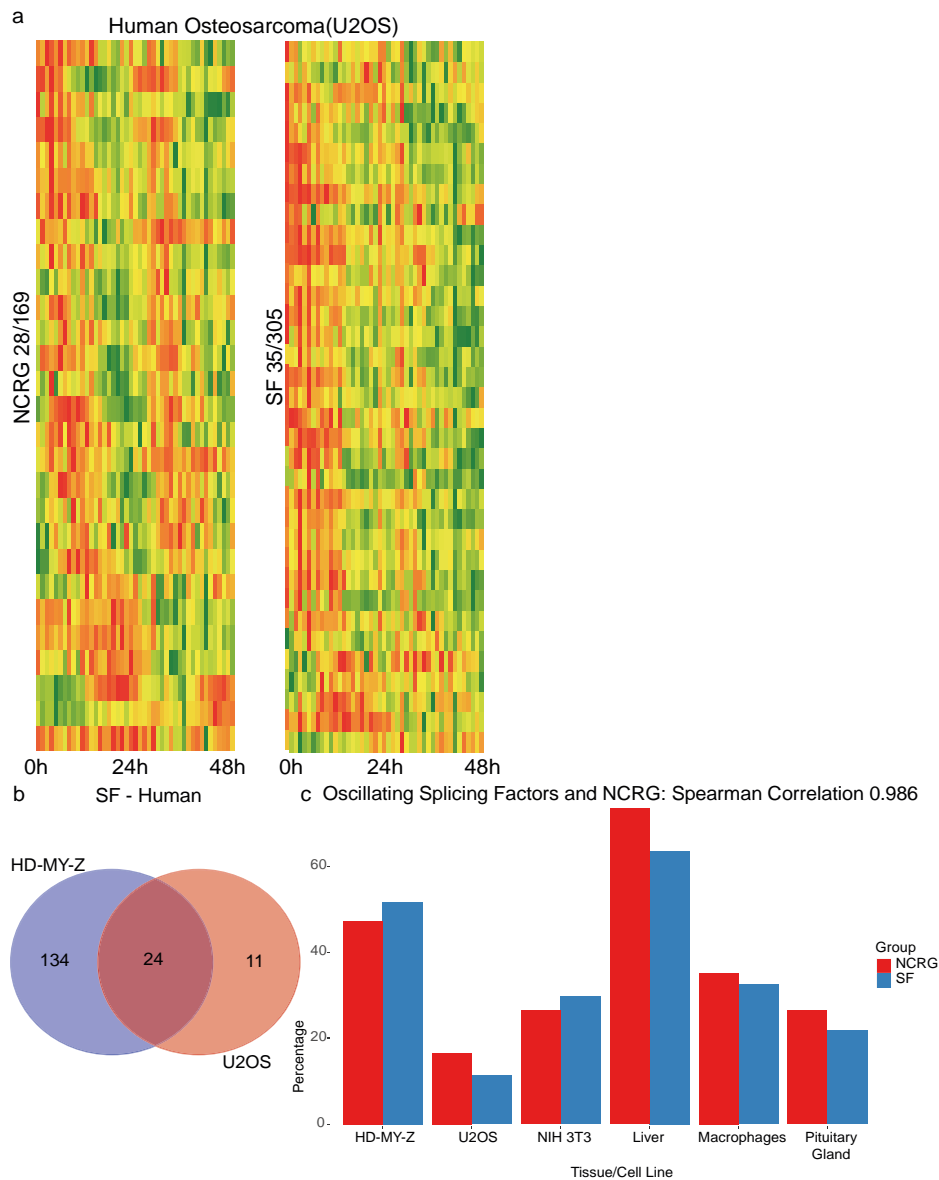 a
Human Osteosarcoma(U2OS)
NCRG 28/169
SF 35/305
0h 24h 48h
0h 24h 48h
b
SF - Human
HD-MY-Z
134
24
11
U2OS
c Oscillating Splicing Factors and NCRG: Spearman Correlation 0.986
Percentage
60
40
20
0
HD-MY-Z
U2OS
NIH 3T3
Liver
Macrophages
Pituitary
Gland
Tissue/Cell Line
Group
NCRG
SF